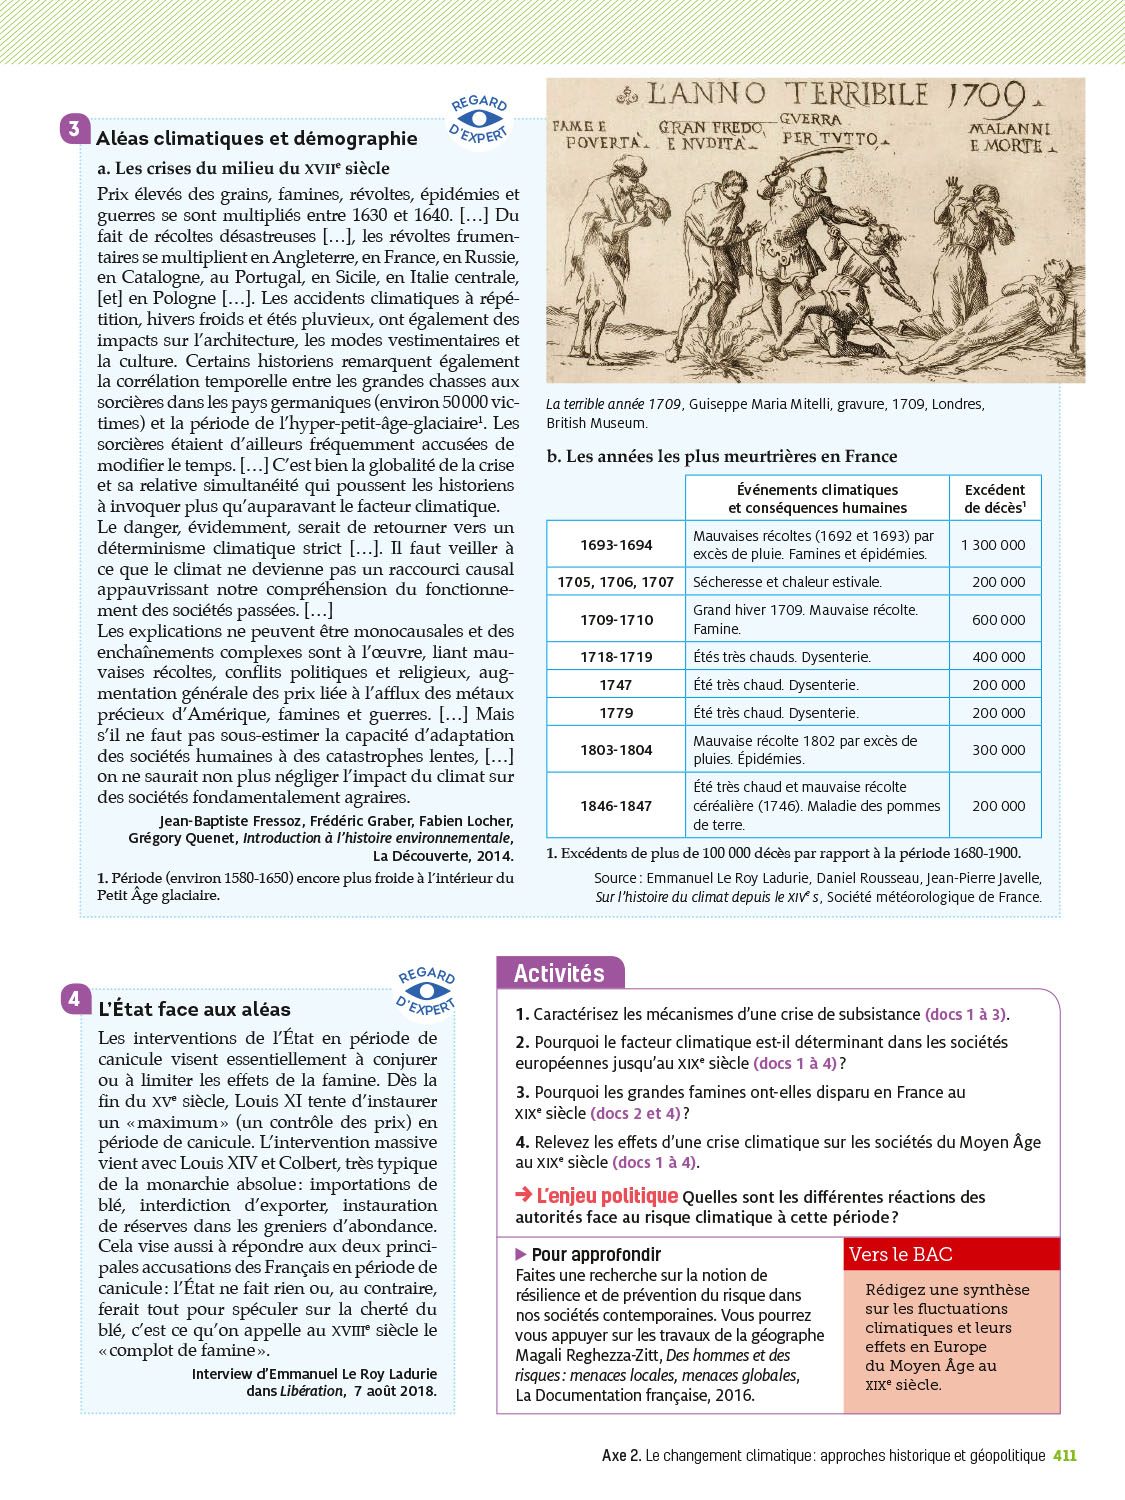 3
Aléas climatiques et démographie
REGARD
D'EXPERT
a. Les crises du milieu du XVIIe siècle
Prix élevés des grains, famines, révoltes, épidémies et
guerres se sont multipliés entre 1630 et 1640. […] Du
fait de récoltes désastreuses […], les révoltes frumen-
taires se multiplient en Angleterre, en France, en Russie,
en Catalogne, au Portugal, en Sicile, en Italie centrale,
[et] en Pologne […]. Les accidents climatiques à répé-
tition, hivers froids et étés pluvieux, ont également des
impacts sur l'architecture, les modes vestimentaires et
la culture. Certains historiens remarquent également
la corrélation temporelle entre les grandes chasses aux
sorcières dans les pays germaniques (environ 50 000 vic-
times) et la période de l'hyper-petit-âge-glaciaire1. Les
sorcières étaient d'ailleurs fréquemment accusées de
modifier le temps. […] C'est bien la globalité de la crise
et sa relative simultanéité qui poussent les historiens
à invoquer plus qu'auparavant le facteur climatique.
Le danger, évidemment, serait de retourner vers un
déterminisme climatique strict […]. Il faut veiller à
ce que le climat ne devienne pas un raccourci causal
appauvrissant notre compréhension du fonctionne-
ment des sociétés passées. […]
Les explications ne peuvent être monocausales et des
enchaînements complexes sont à l'œuvre, liant mau-
vaises récoltes, conflits politiques et religieux, aug-
mentation générale des prix liée à l'afflux des métaux
précieux d'Amérique, famines et guerres. […] Mais
s'il ne faut pas sous-estimer la capacité d'adaptation
des sociétés humaines à des catastrophes lentes, […]
on ne saurait non plus négliger l'impact du climat sur
des sociétés fondamentalement agraires.
Jean-Baptiste Fressoz, Frédéric Graber, Fabien Locher,
Grégory Quenet, Introduction à l'histoire environnementale,
La Découverte, 2014.
1. Période (environ 1580-1650) encore plus froide à l'intérieur du
Petit Âge glaciaire.
L'ANNO TERRIBILE 1709
FAME E
POVERTÀ
GRAN FREDO
E NVDITÀ
GVERRA
PER TVTTO
MALANNI
E MORTE
La terrible année 1709, Guiseppe Maria Mitelli, gravure, 1709, Londres,
British Museum.
b. Les années les plus meurtrières en France
Événements climatiques
et conséquences humaines
Excédent
de décès1
1693-1694
Mauvaises récoltes (1692 et 1693) par
excès de pluie. Famines et épidémies.
1 300 000
1705, 1706, 1707
Sécheresse et chaleur estivale.
200 000
1709-1710
Grand hiver 1709. Mauvaise récolte.
Famine.
600 000
1718-1719
Étés très chauds. Dysenterie.
400 000
1747
Été très chaud. Dysenterie.
200 000
1779
Été très chaud. Dysenterie.
200 000
1803-1804
Mauvaise récolte 1802 par excès de
pluies. Épidémies.
300 000
1846-1847
Été très chaud et mauvaise récolte
céréalière (1746). Maladie des pommes
de terre.
200 000
1. Excédents de plus de 100 000 décès par rapport à la période 1680-1900.
Source : Emmanuel Le Roy Ladurie, Daniel Rousseau, Jean-Pierre Javelle,
Sur l'histoire du climat depuis le XIVe s, Société météorologique de France.
4
L'État face aux aléas
REGARD
D'EXPERT
Les interventions de l'État en période de
canicule visent essentiellement à conjurer
ou à limiter les effets de la famine. Dès la
fin du XVe siècle, Louis XI tente d'instaurer
un « maximum » (un contrôle des prix) en
période de canicule. L'intervention massive
vient avec Louis XIV et Colbert, très typique
de la monarchie absolue : importations de
blé, interdiction d'exporter, instauration
de réserves dans les greniers d'abondance.
Cela vise aussi à répondre aux deux princi-
pales accusations des Français en période de
canicule : l'État ne fait rien ou, au contraire,
ferait tout pour spéculer sur la cherté du
blé, c'est ce qu'on appelle au XVIIIe siècle le
« complot de famine ».
Interview d'Emmanuel Le Roy Ladurie
dans Libération, 7 août 2018.
Activités
1. Caractérisez les mécanismes d'une crise de subsistance (docs 1 à 3).
2. Pourquoi le facteur climatique est-il déterminant dans les sociétés
européennes jusqu'au XIXe siècle (docs 1 à 4) ?
3. Pourquoi les grandes famines ont-elles disparu en France au
XIXe siècle (docs 2 et 4) ?
4. Relevez les effets d'une crise climatique sur les sociétés du Moyen Âge
au XIXe siècle (docs 1 à 4).
→ L'enjeu politique Quelles sont les différentes réactions des
autorités face au risque climatique à cette période ?
▶ Pour approfondir
Faites une recherche sur la notion de
résilience et de prévention du risque dans
nos sociétés contemporaines. Vous pourrez
vous appuyer sur les travaux de la géographe
Magali Reghezza-Zitt, Des hommes et des
risques : menaces locales, menaces globales,
La Documentation française, 2016.
Vers le BAC
Rédigez une synthèse
sur les fluctuations
climatiques et leurs
effets en Europe
du Moyen Âge au
XIXe siècle.
Axe 2. Le changement climatique : approches historique et géopolitique 411